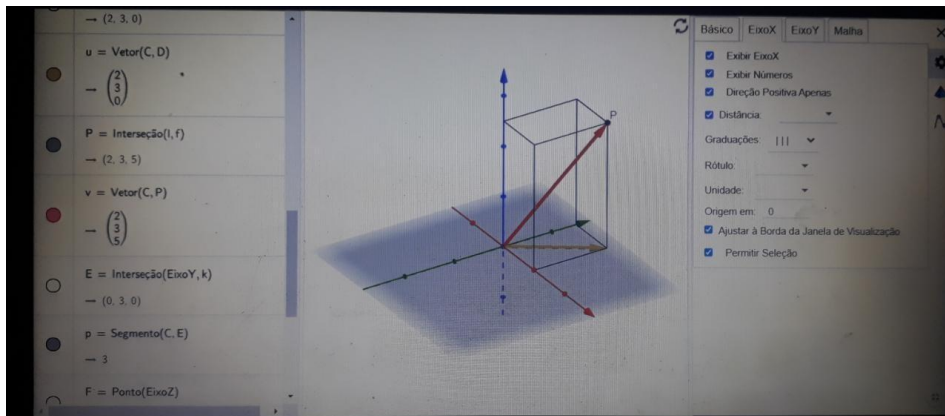 → (2, 3, 0)
u = Vetor(C, D)
→ (2
3
0)
P = Interseção(l, f)
→ (2, 3, 5)
v = Vetor(C, P)
→ (2
3
5)
E = Interseção(EixoY, k)
→ (0, 3, 0)
p = Segmento(C, E)
→ 3
F = Ponto(EixoZ)
P
Básico EixoX EixoY Malha
Exibir EixoX
Exibir Números
Direção Positiva Apenas
Distância:
Graduações: |||
Rótulo:
Unidade:
Origem em: 0
Ajustar à Borda da Janela de Visualização
Permitir Seleção